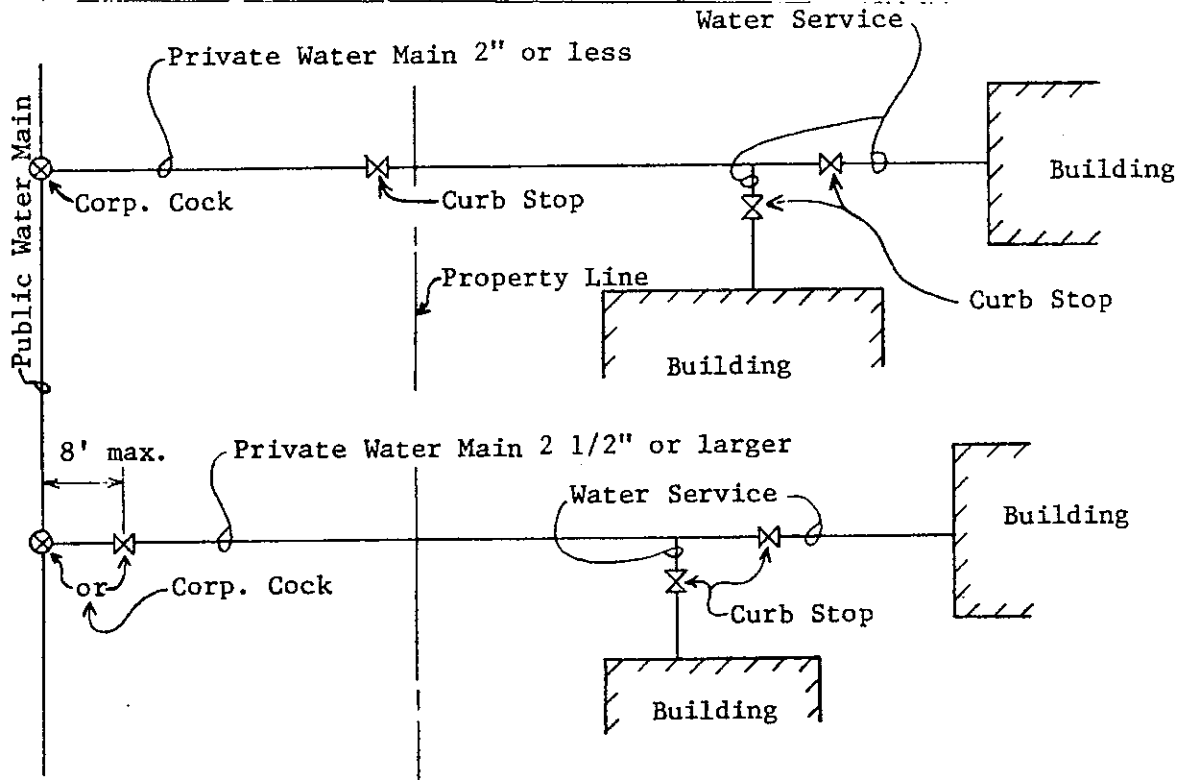 Water Service
Private Water Main 2" or less
Public Water Main
Building
Corp. Cock
Curb Stop
Property Line
Curb Stop
Building
8' max.
Private Water Main 2 1/2" or larger
Water Service
Building
or
Corp. Cock
Curb Stop
Building